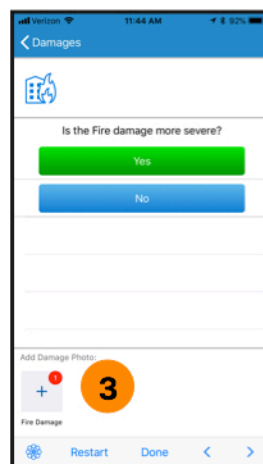 Verizon 11:44 AM 92%
Damages
Is the Fire damage more severe?
Yes
No
Add Damage Photo:
1
+
3
Fire Damage
Restart Done